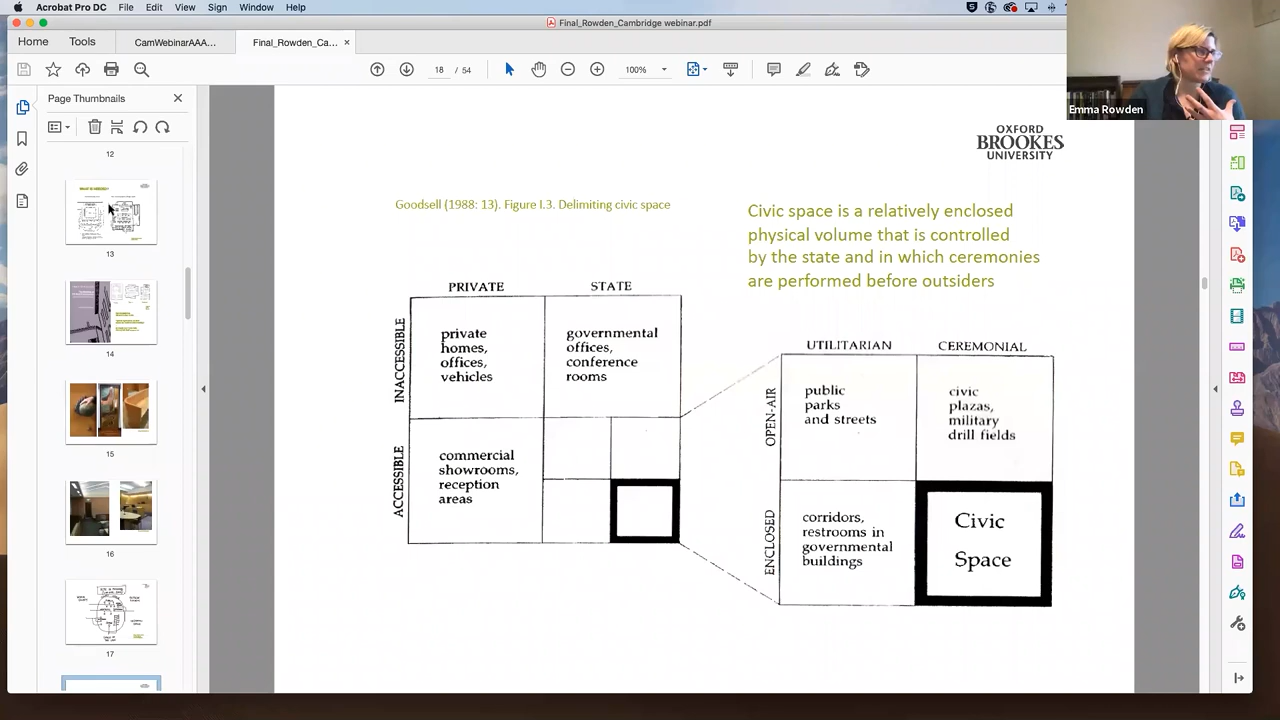 Acrobat Pro DC File Edit View Sign Window Help
Final_Rowden_Cambridge webinar.pdf
Home Tools CamWebinarAAA... Final_Rowden_Ca... ×
18 / 54 100%
Page Thumbnails
12
13
14
15
16
17
Emma Rowden
OXFORD
BROOKES
UNIVERSITY
Goodsell (1988: 13). Figure I.3. Delimiting civic space
Civic space is a relatively enclosed
physical volume that is controlled
by the state and in which ceremonies
are performed before outsiders
PRIVATE STATE
INACCESSIBLE
private
homes,
offices,
vehicles
governmental
offices,
conference
rooms
ACCESSIBLE
commercial
showrooms,
reception
areas
UTILITARIAN CEREMONIAL
OPEN-AIR
public
parks
and streets
civic
plazas,
military
drill fields
ENCLOSED
corridors,
restrooms in
governmental
buildings
Civic
Space